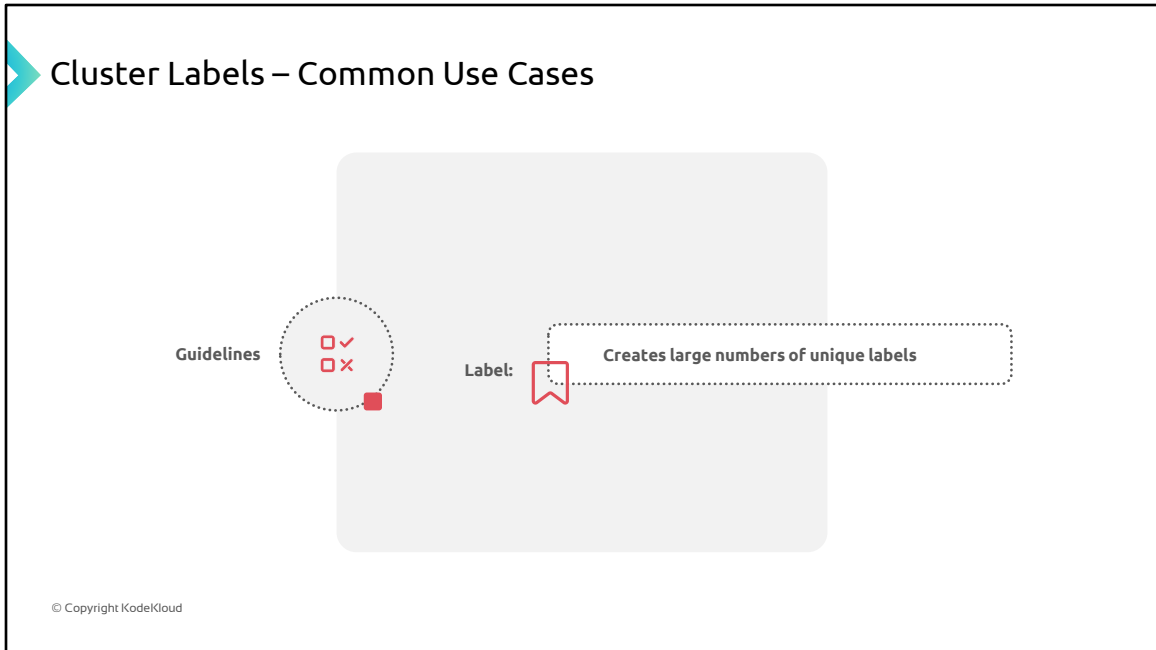 Cluster Labels – Common Use Cases
Guidelines
Label:
Creates large numbers of unique labels
© Copyright KodeKloud